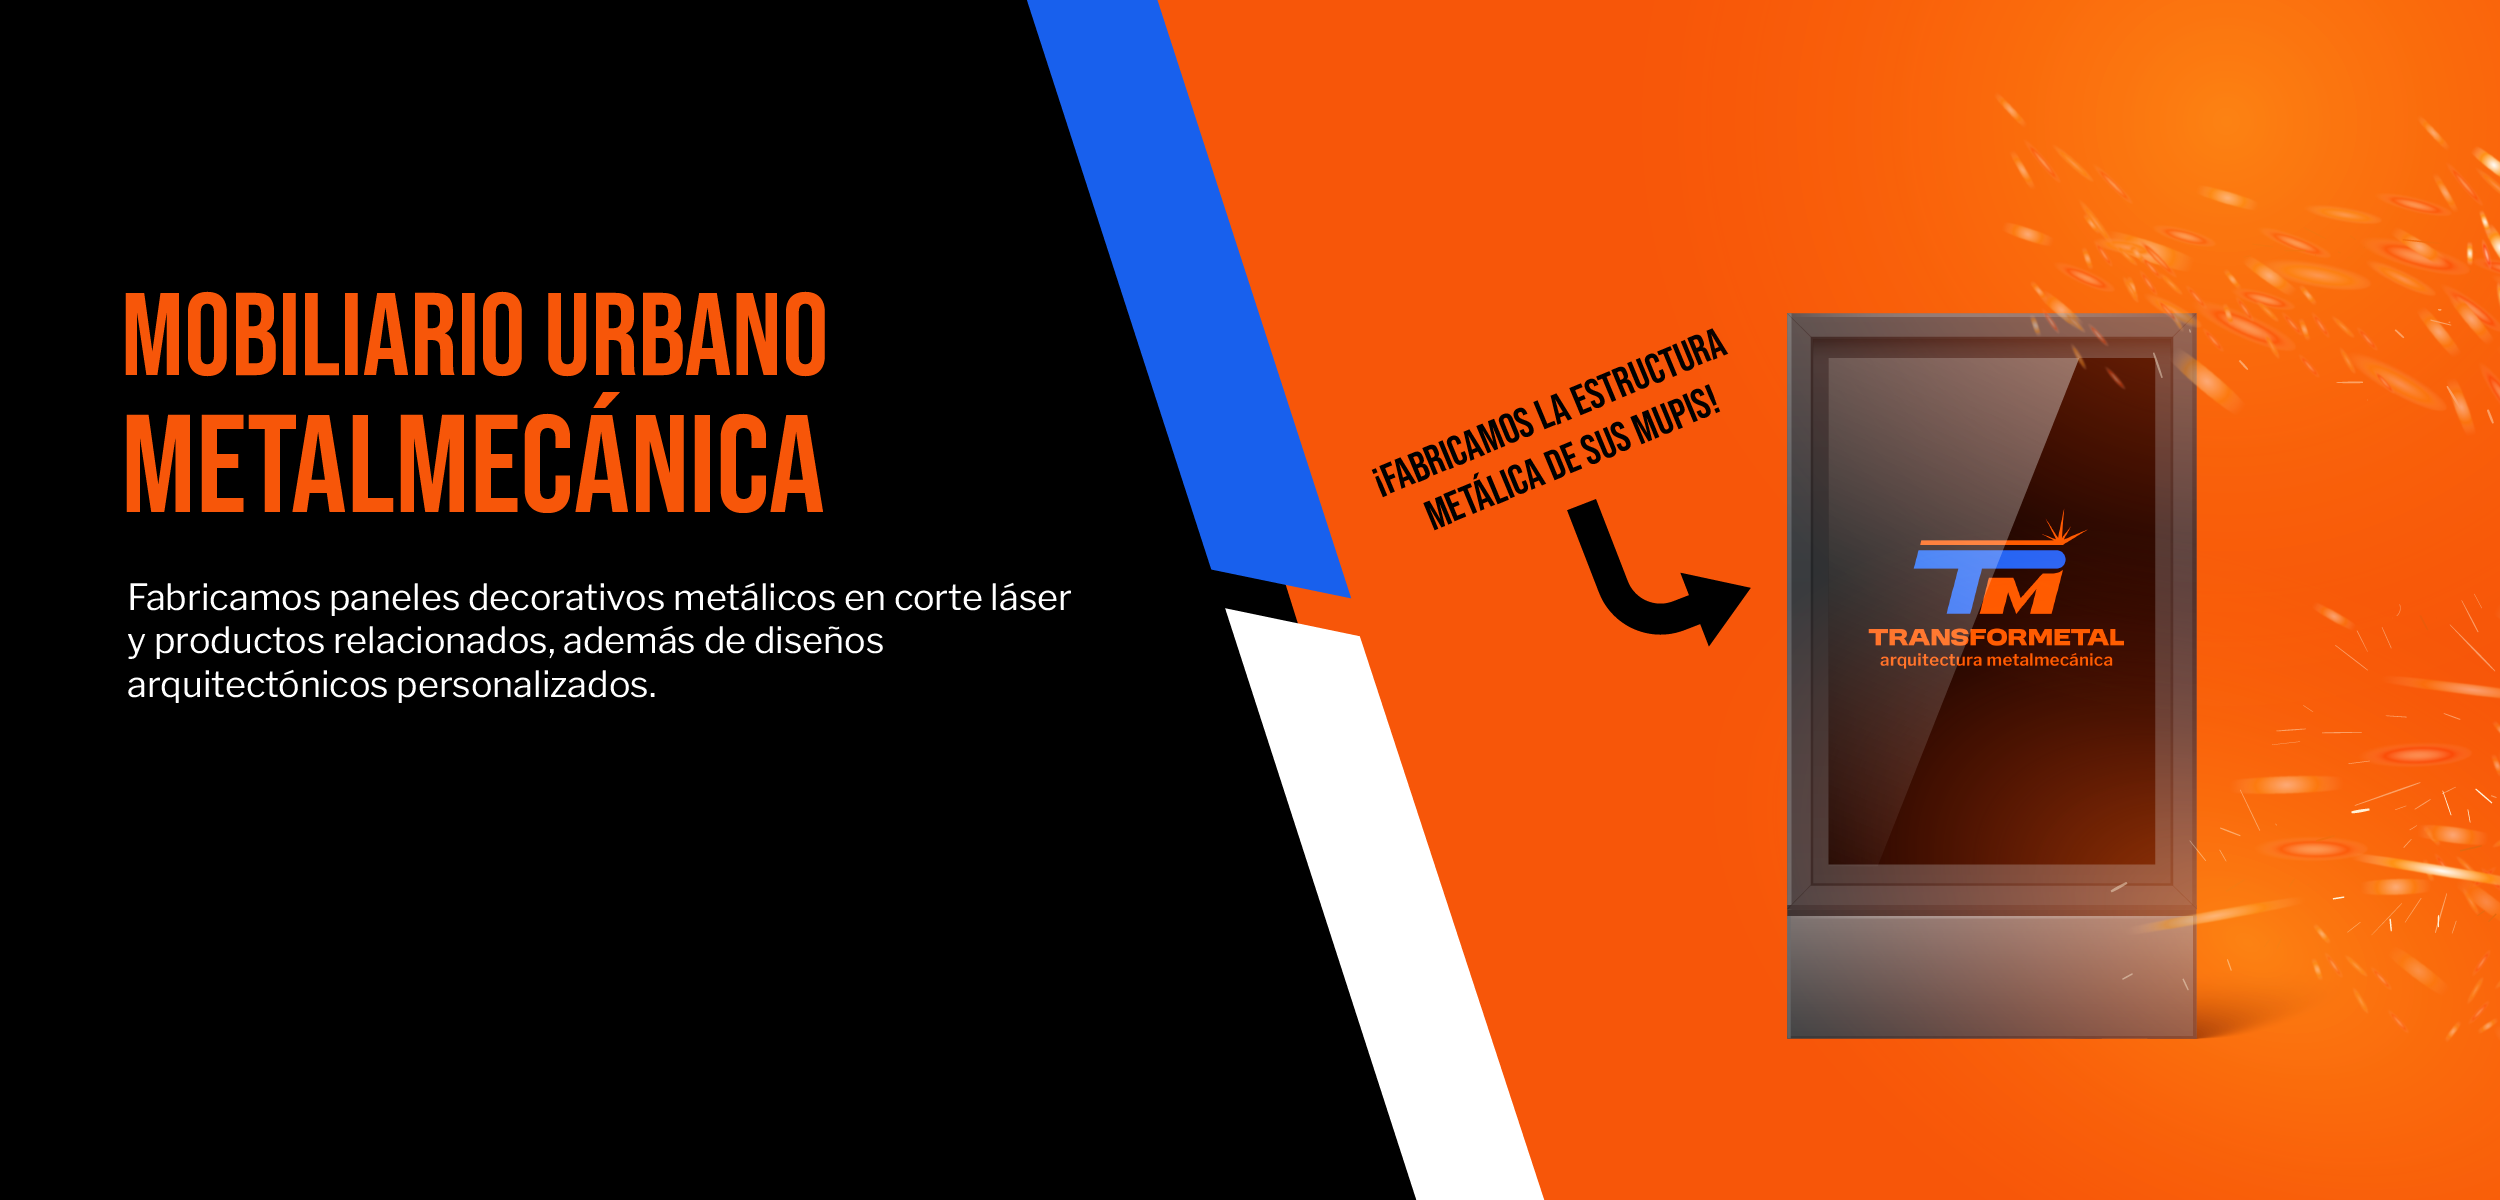 MOBILIARIO URBANO
METALMECÁNICA
Fabricamos paneles decorativos metálicos en corte láser
y productos relacionados, además de diseños
arquitectónicos personalizados.
¡FABRICAMOS LA ESTRUCTURA
METÁLICA DE SUS MUPIS!
TM
TRANSFORMETAL
arquitectura metalmecánica